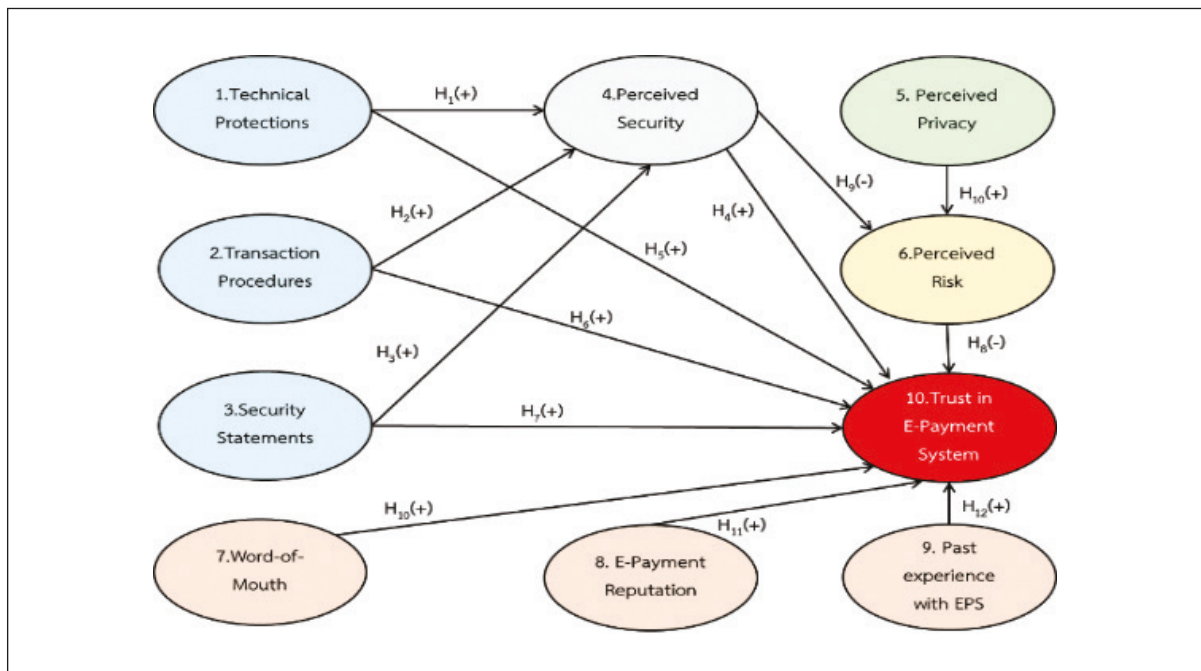 1.Technical
Protections
H1(+)
4.Perceived
Security
5. Perceived
Privacy
H9(-)
H10(+)
H2(+)
H4(+)
2.Transaction
Procedures
H5(+)
6.Perceived
Risk
H6(+)
H3(+)
H8(-)
3.Security
Statements
H7(+)
10.Trust in
E-Payment
System
H10(+)
H11(+)
H12(+)
7.Word-of-
Mouth
8. E-Payment
Reputation
9. Past
experience
with EPS